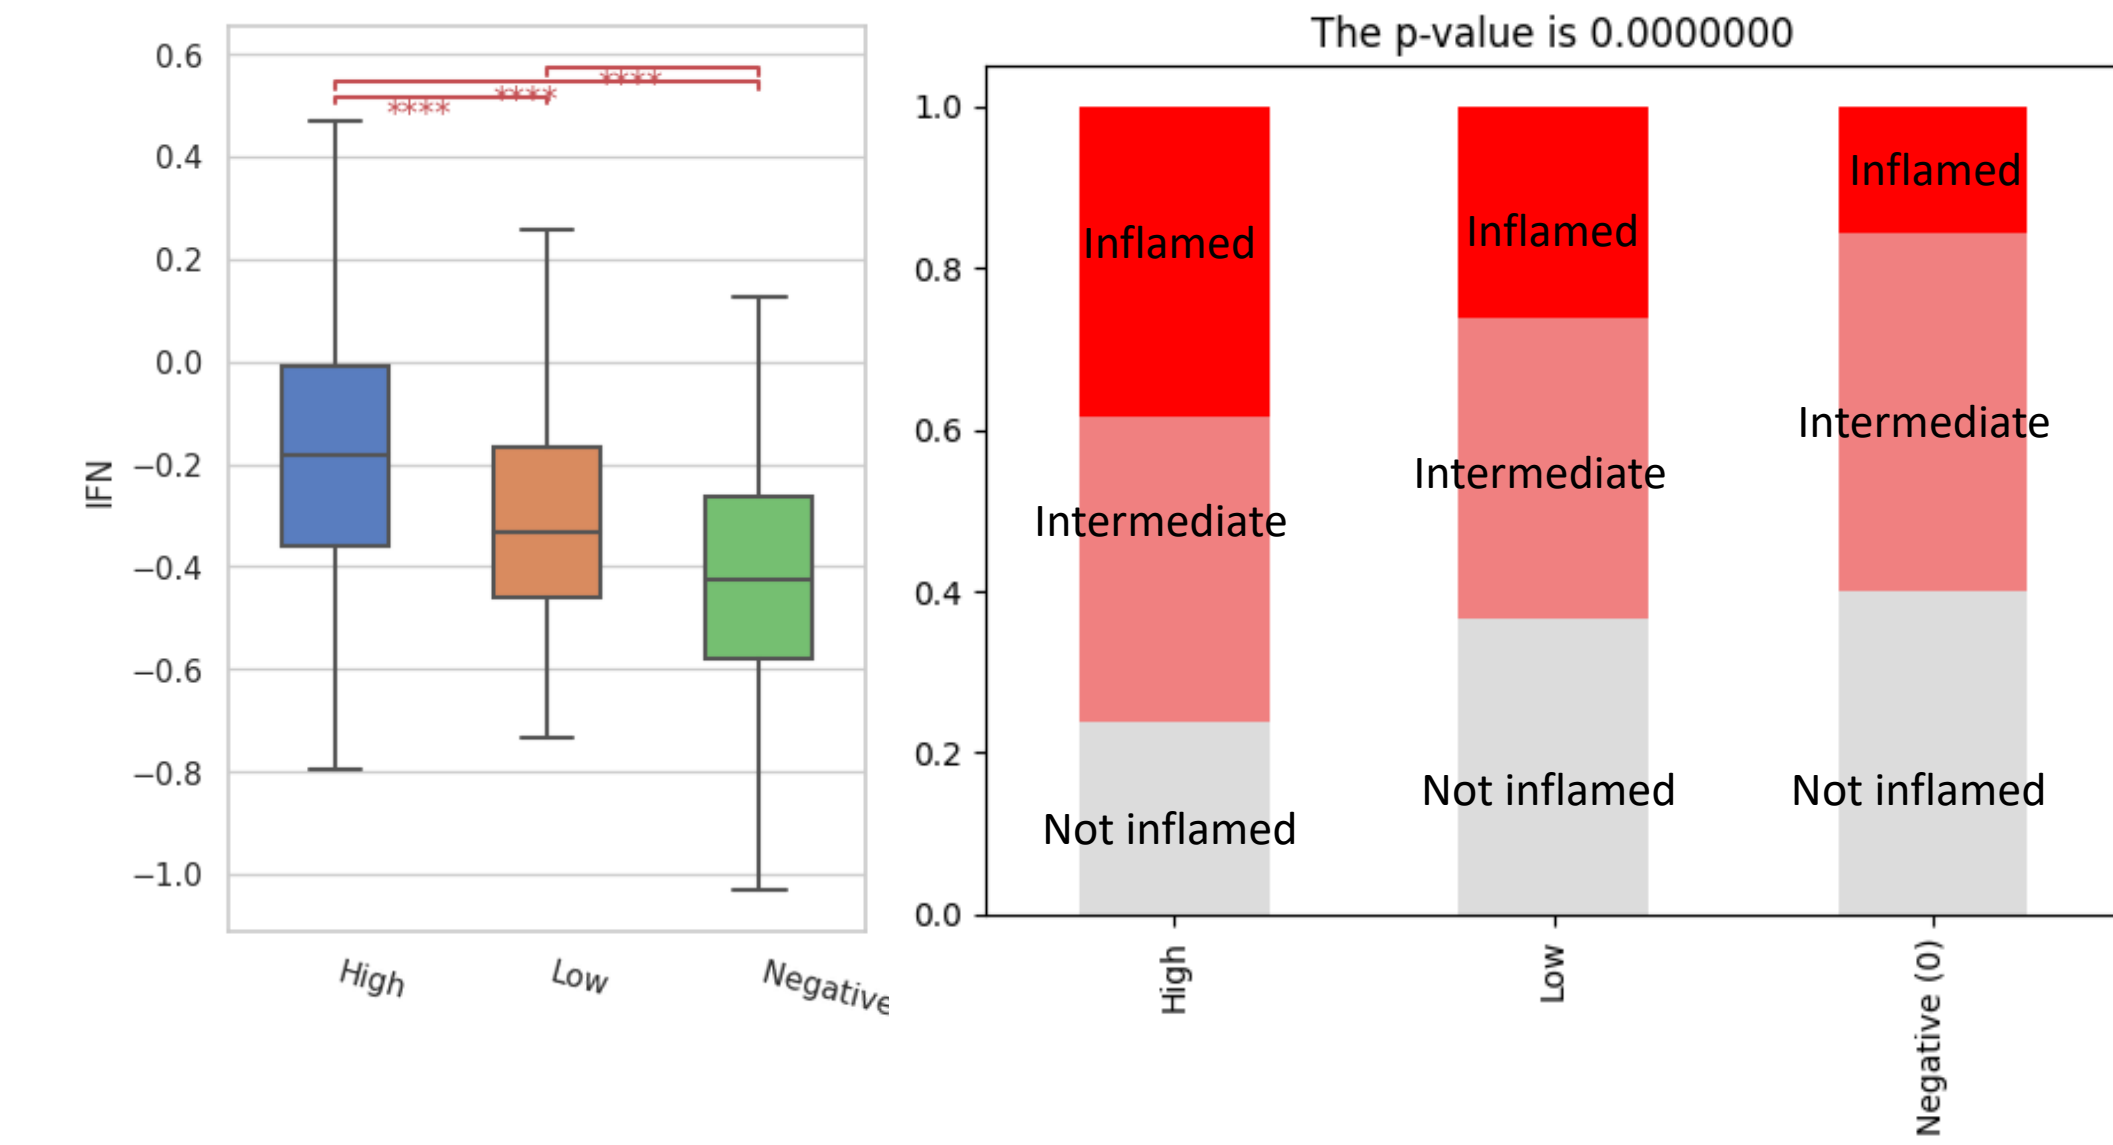 0.6
0.4
0.2
0.0
−0.2
−0.4
−0.6
−0.8
−1.0
IFN
****
****
****
High
Low
Negative
The p-value is 0.0000000
1.0
0.8
0.6
0.4
0.2
0.0
Inflamed
Intermediate
Not inflamed
Inflamed
Intermediate
Not inflamed
Inflamed
Intermediate
Not inflamed
High
Low
Negative (0)